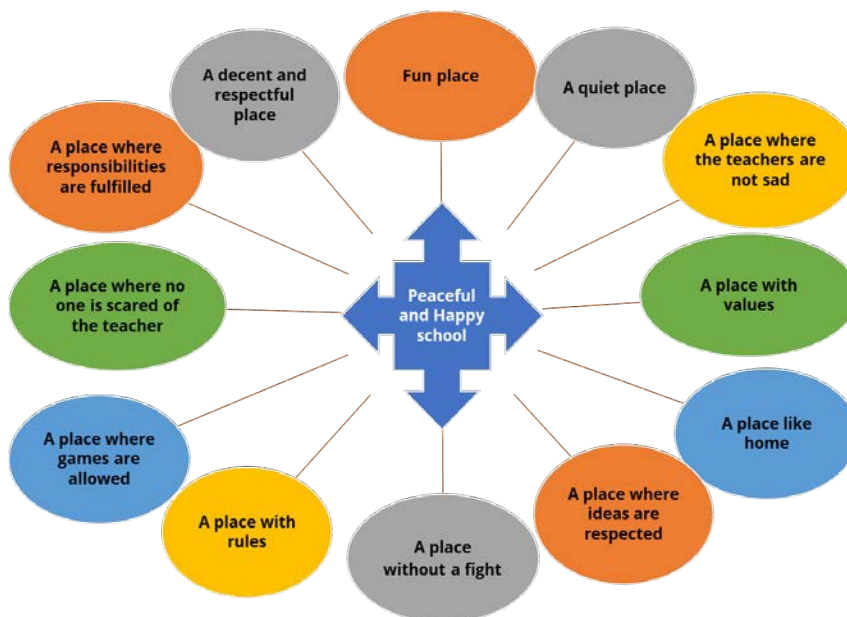 Fun place
A quiet place
A place where
the teachers are
not sad
A place with
values
A place like
home
A place where
ideas are
respected
A place
without a fight
A place with
rules
A place where
games are
allowed
A place where no
one is scared of
the teacher
A place where
responsibilities
are fulfilled
A decent and
respectful
place
Peaceful
and Happy
school